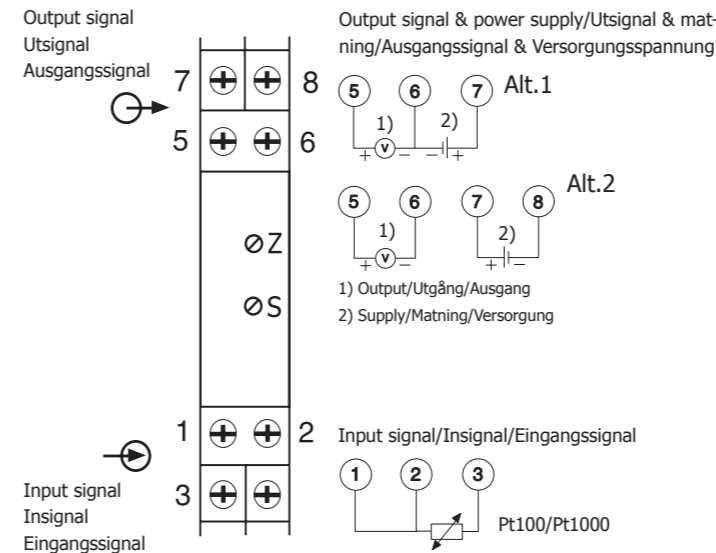 Output signal
Utsignal
Ausgangssignal
7
8
5
6
Z
S
1
2
3
Input signal
Insignal
Eingangssignal
Output signal & power supply/Utsignal & mat-
ning/Ausgangssignal & Versorgungsspannung
5 6 7 Alt.1
1) 2)
+ V − − +
5 6 7 8 Alt.2
1) 2)
+ V − + −
1) Output/Utgång/Ausgang
2) Supply/Matning/Versorgung
Input signal/Insignal/Eingangssignal
1 2 3
Pt100/Pt1000